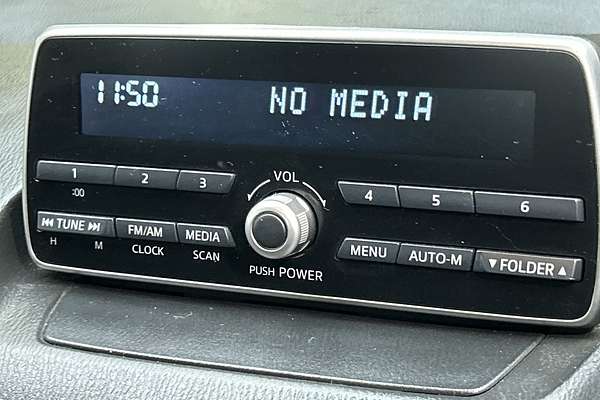 11:50 NO MEDIA
1 2 3 VOL 4 5 6
:00
⏮ TUNE ⏭ FM/AM MEDIA MENU AUTO-M ▼FOLDER▲
H M CLOCK SCAN PUSH POWER